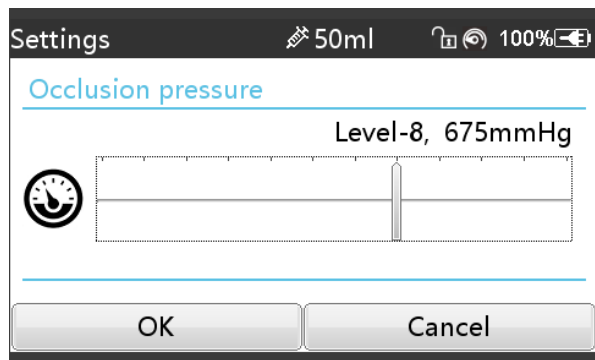 Settings 50ml 100%
Occlusion pressure
Level-8, 675mmHg
OK Cancel